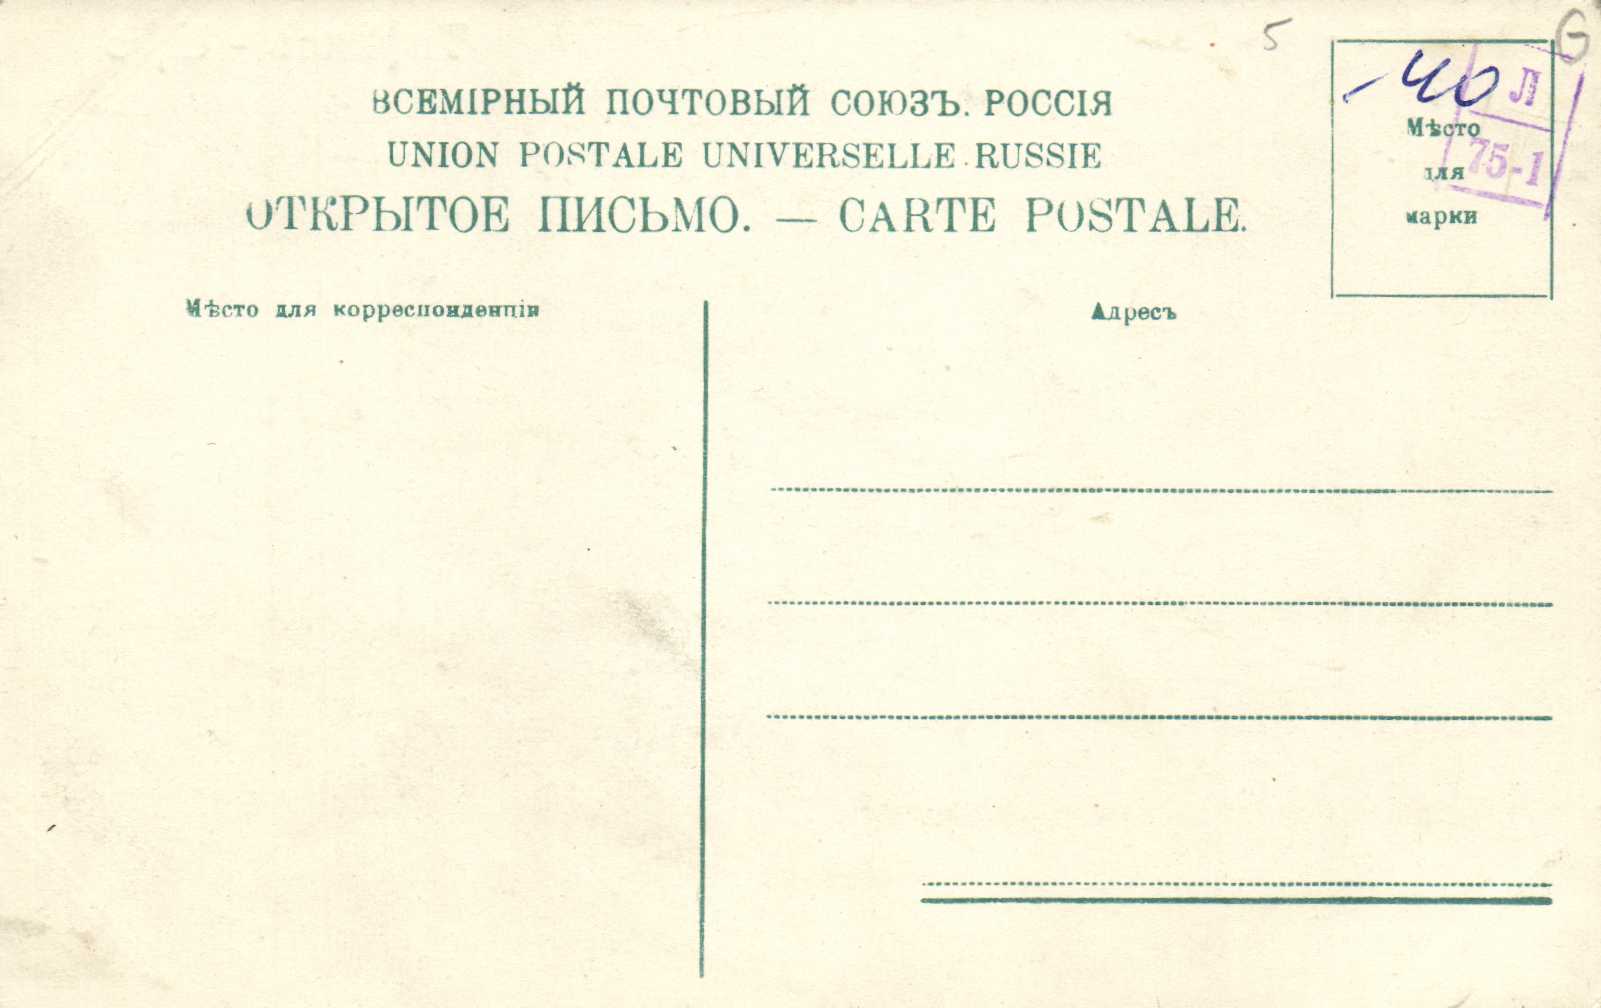 5
G
-40
Л
75-1
ВСЕМІРНЫЙ ПОЧТОВЫЙ СОЮЗЪ. РОССІЯ
UNION POSTALE UNIVERSELLE. RUSSIE
ОТКРЫТОЕ ПИСЬМО. — CARTE POSTALE.
Мѣсто
для
марки
Мѣсто для корреспонденціи
Адресъ